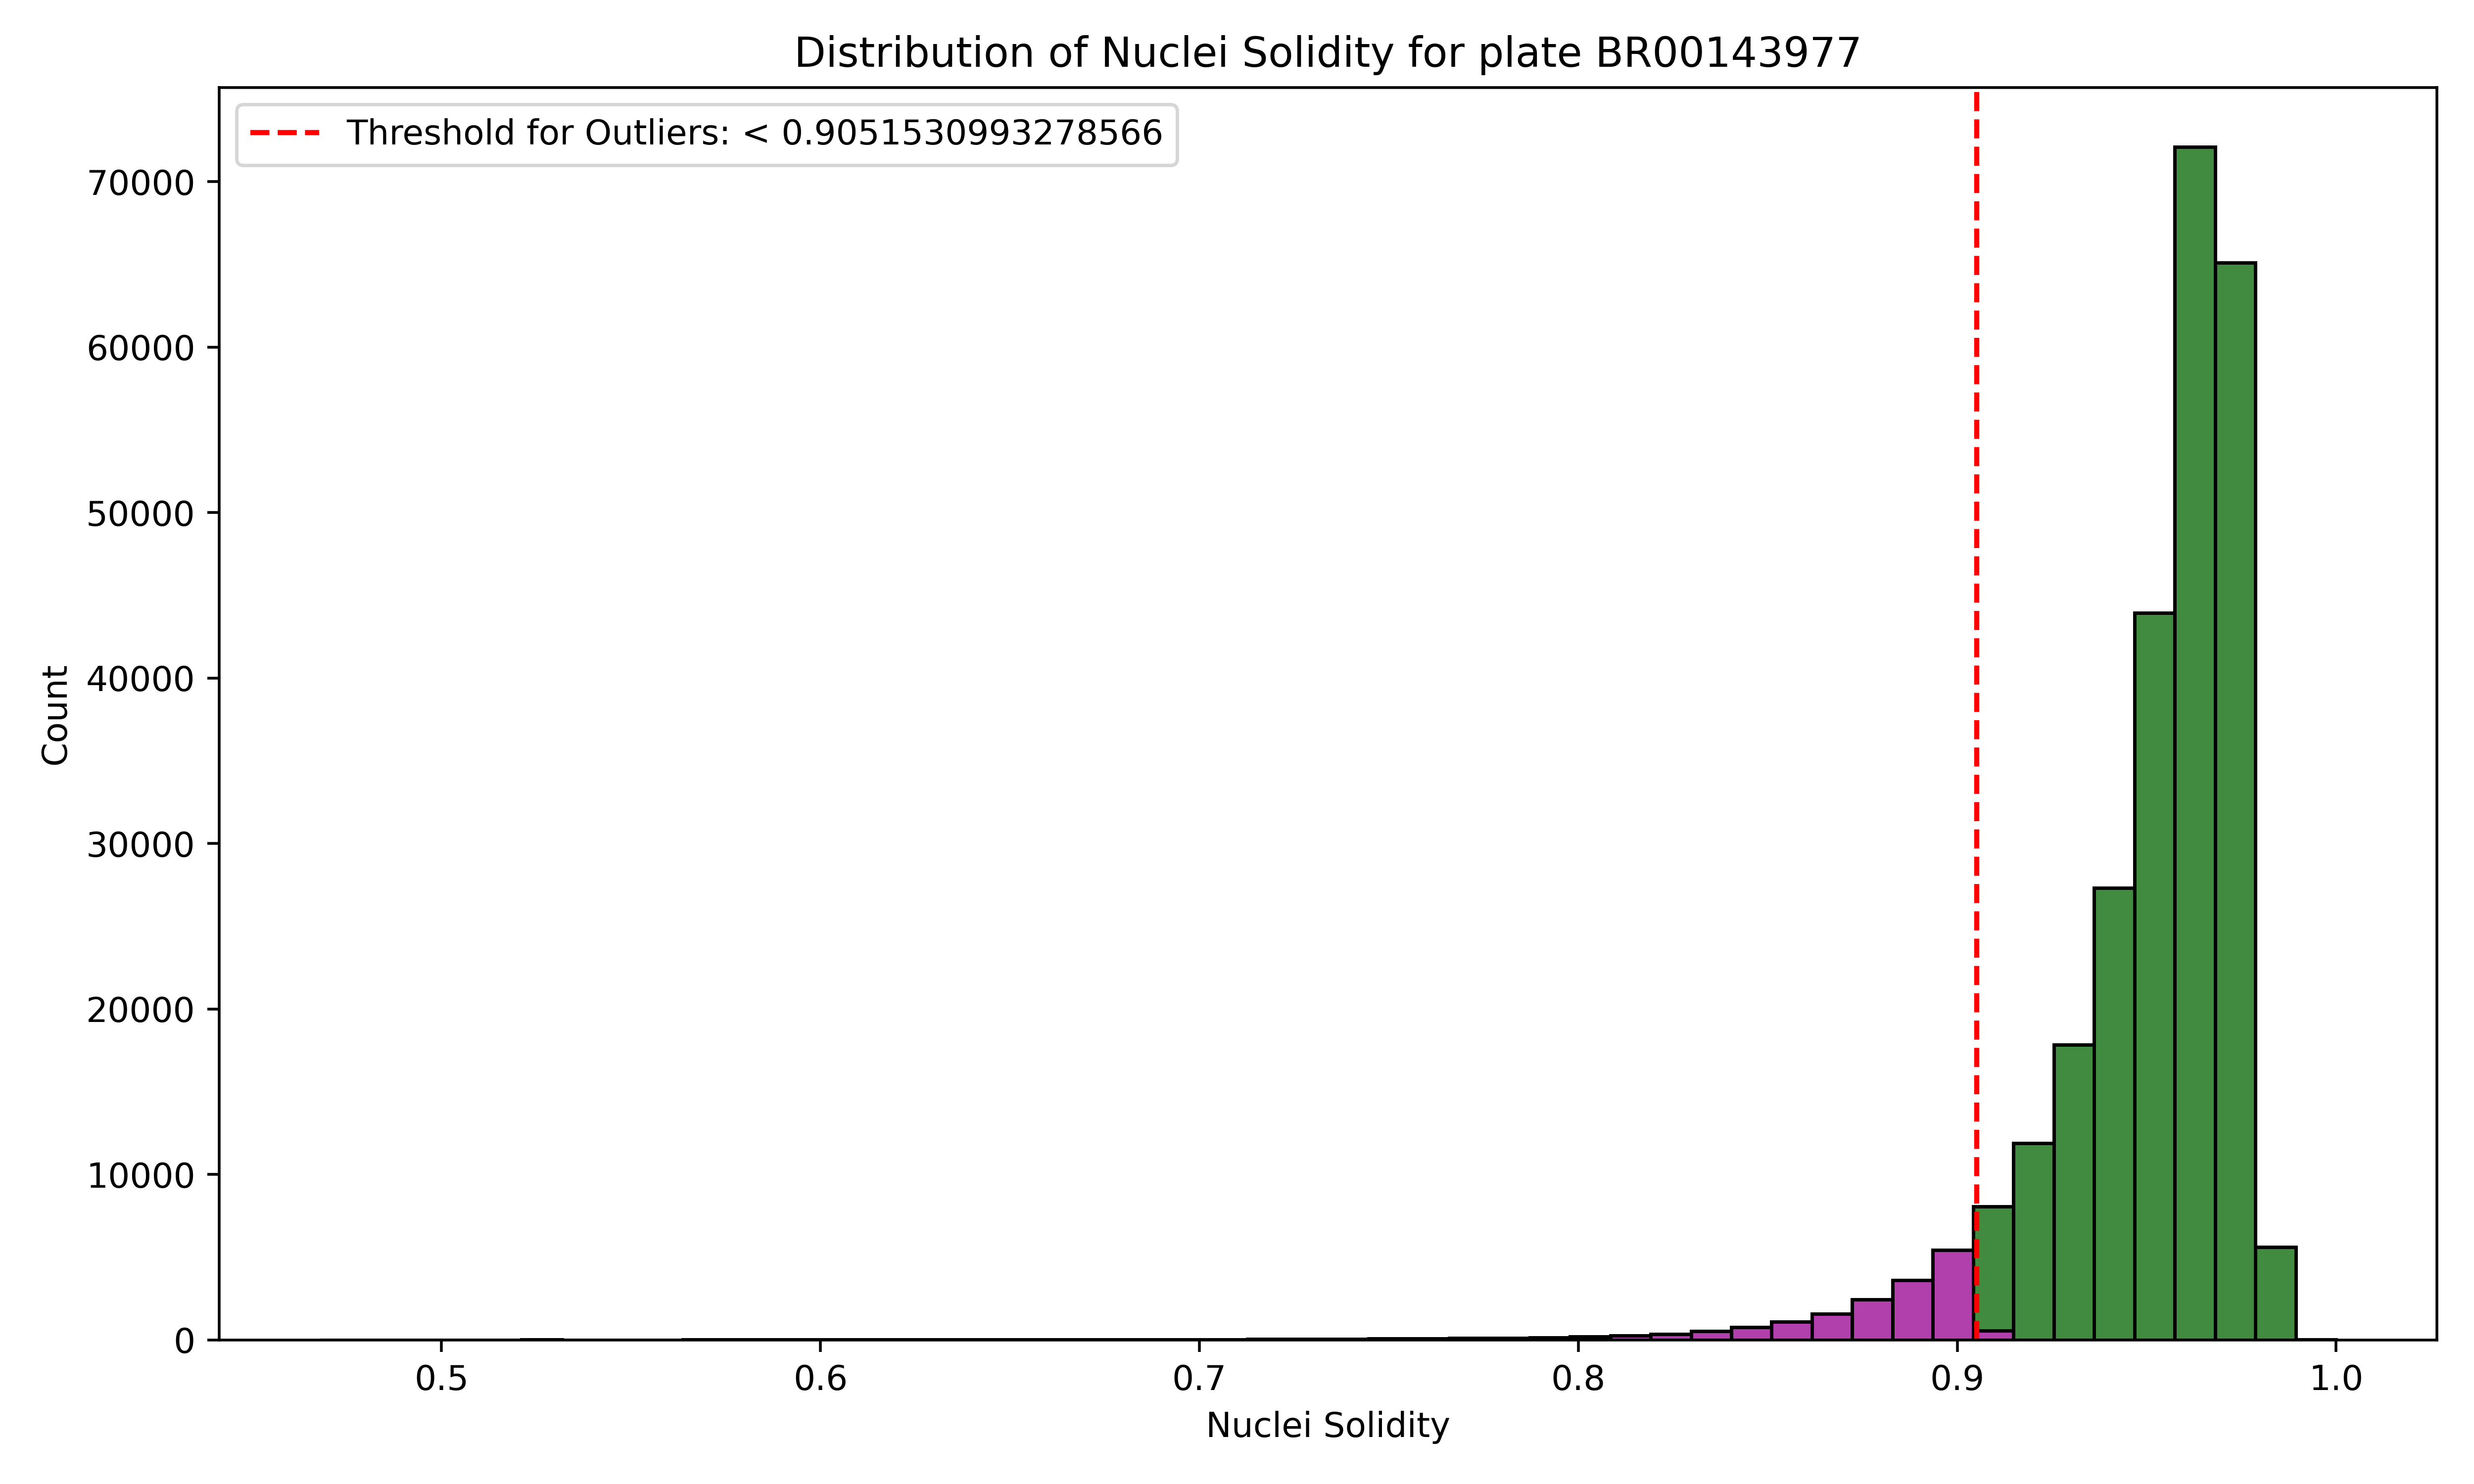 Distribution of Nuclei Solidity for plate BR00143977
Threshold for Outliers: < 0.9051530993278566
70000
60000
50000
40000
30000
20000
10000
0
Count
0.5 0.6 0.7 0.8 0.9 1.0
Nuclei Solidity